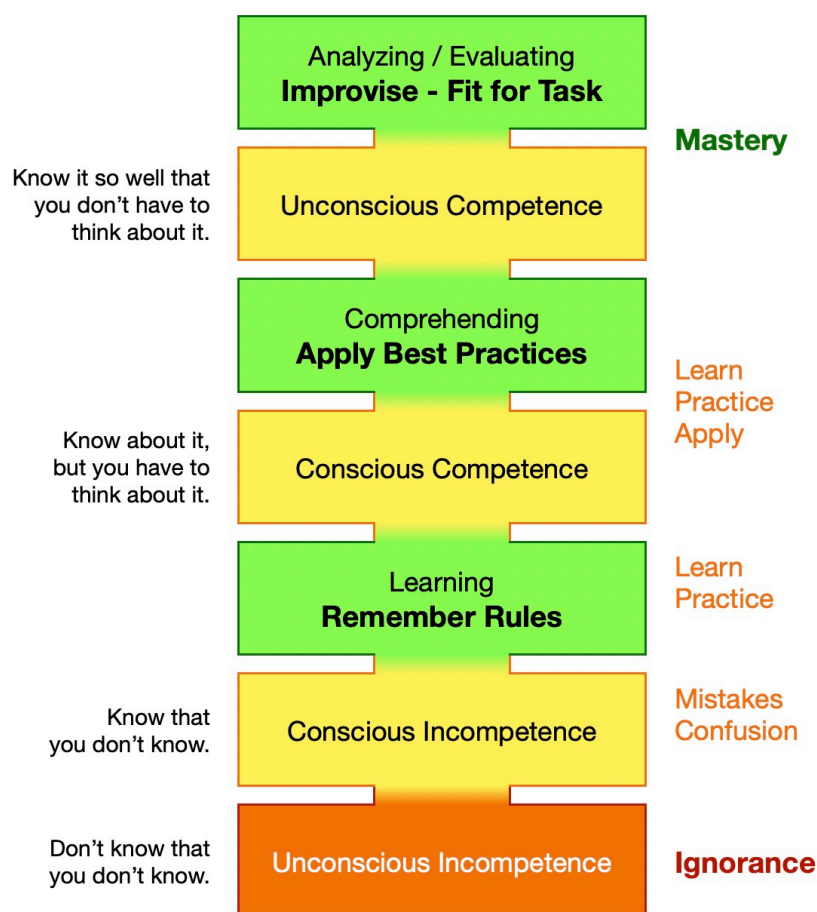 Analyzing / Evaluating
Improvise - Fit for Task
Mastery
Know it so well that
you don’t have to
think about it.
Unconscious Competence
Comprehending
Apply Best Practices
Learn
Practice
Apply
Know about it,
but you have to
think about it.
Conscious Competence
Learning
Remember Rules
Learn
Practice
Know that
you don’t know.
Conscious Incompetence
Mistakes
Confusion
Don’t know that
you don’t know.
Unconscious Incompetence
Ignorance